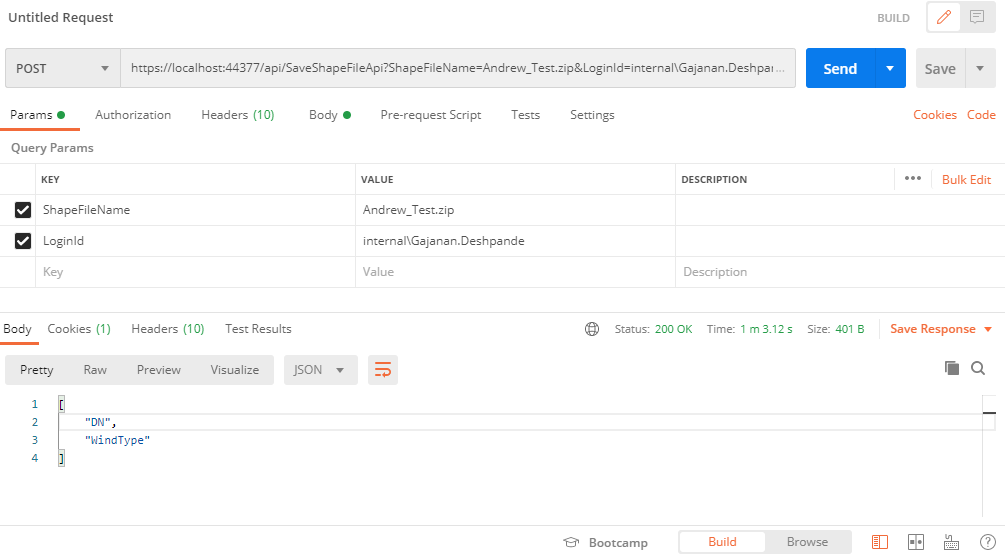 Untitled Request BUILD
POST https://localhost:44377/api/SaveShapeFileApi?ShapeFileName=Andrew_Test.zip&LoginId=internal\Gajanan.Deshpan... Send Save
Params Authorization Headers (10) Body Pre-request Script Tests Settings Cookies Code
Query Params
KEY VALUE DESCRIPTION ••• Bulk Edit
ShapeFileName Andrew_Test.zip
LoginId internal\Gajanan.Deshpande
Key Value Description
Body Cookies (1) Headers (10) Test Results Status: 200 OK Time: 1 m 3.12 s Size: 401 B Save Response
Pretty Raw Preview Visualize JSON
1 [
2 "DN",
3 "WindType"
4 ]
Bootcamp Build Browse